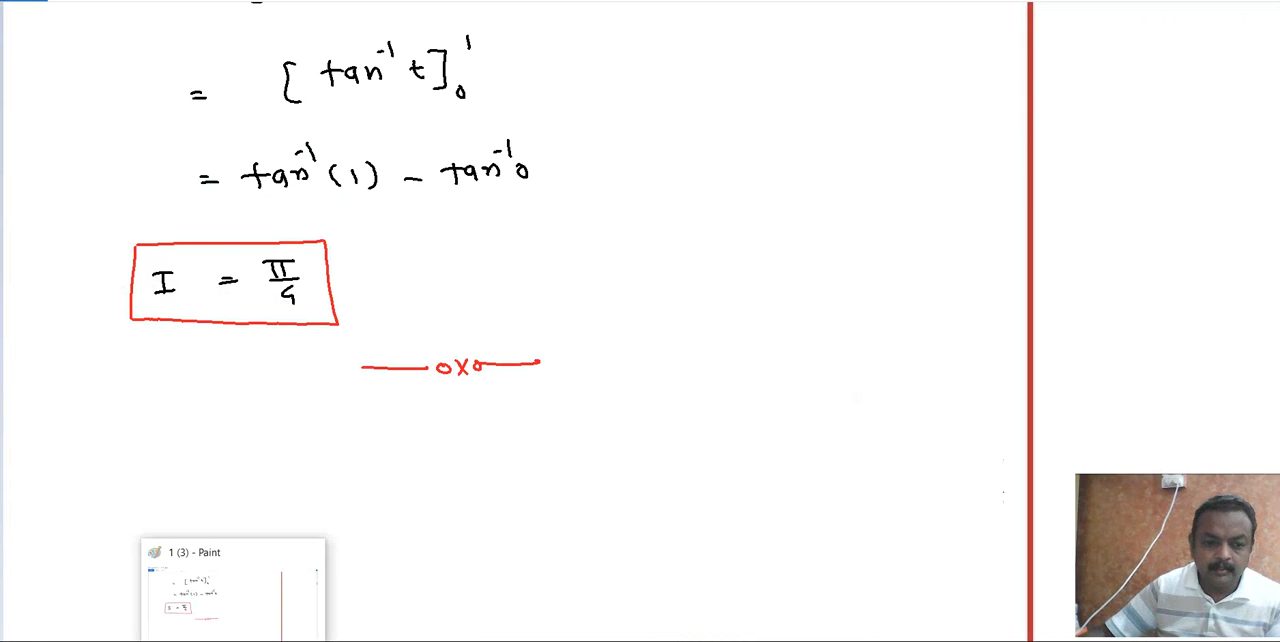 = [tan⁻¹ t]₀¹
= tan⁻¹(1) - tan⁻¹0
I = π/4
oxo
1 (3) - Paint